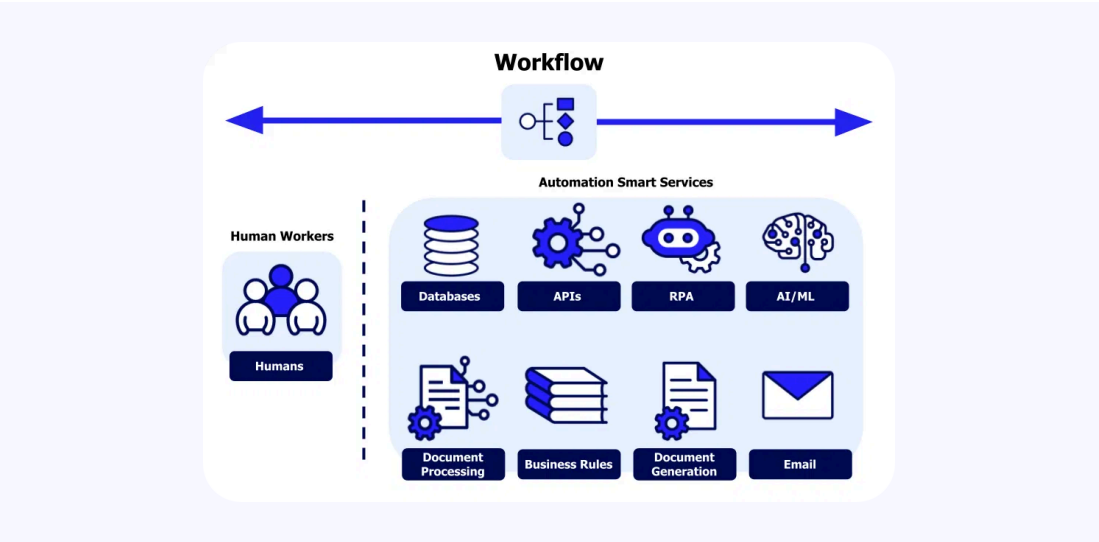 Workflow
Automation Smart Services
Human Workers
Humans
Databases
APIs
RPA
AI/ML
Document
Processing
Business Rules
Document
Generation
Email